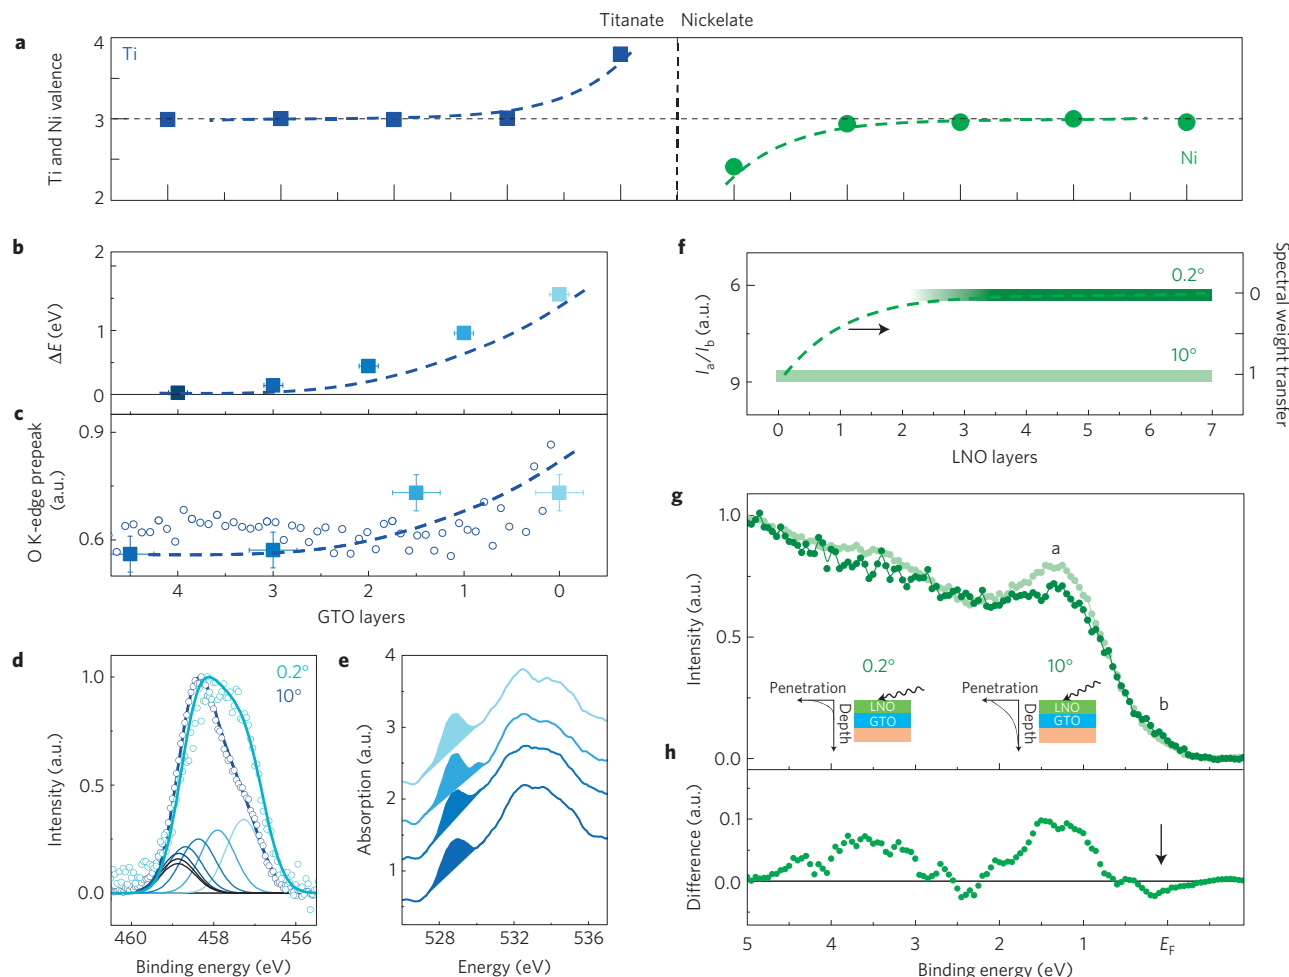 Titanate Nickelate
a
Ti and Ni valence
4
3
2
Ti
Ni
b
ΔE (eV)
2
1
0
c
O K-edge prepeak
(a.u.)
0.9
0.6
4 3 2 1 0
GTO layers
f
Iₐ/I_b (a.u.)
6
9
0.2°
10°
0
1
Spectral weight transfer
0 1 2 3 4 5 6 7
LNO layers
d
Intensity (a.u.)
1.0
0.5
0.0
0.2°
10°
460 458 456
Binding energy (eV)
e
Absorption (a.u.)
4
3
2
1
528 532 536
Energy (eV)
g
Intensity (a.u.)
1.0
0.5
0.0
a
b
0.2°
10°
Penetration
Depth
LNO
GTO
Penetration
Depth
LNO
GTO
h
Difference (a.u.)
0.1
0.0
5 4 3 2 1 E_F
Binding energy (eV)